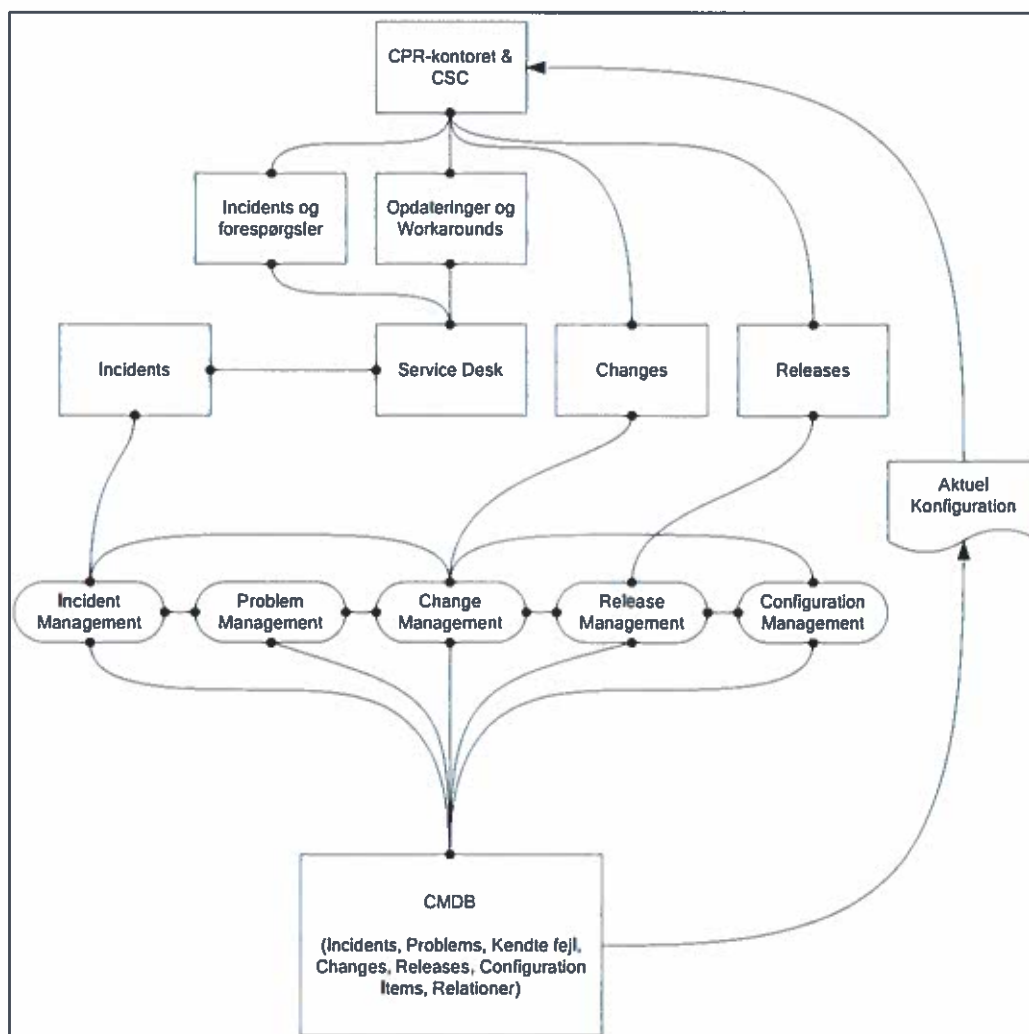 CPR-kontoret &
CSC
Incidents og
forespørgsler
Opdateringer og
Workarounds
Incidents
Service Desk
Changes
Releases
Aktuel
Konfiguration
Incident
Management
Problem
Management
Change
Management
Release
Management
Configuration
Management
CMDB
(Incidents, Problems, Kendte fejl,
Changes, Releases, Configuration
Items, Relationer)